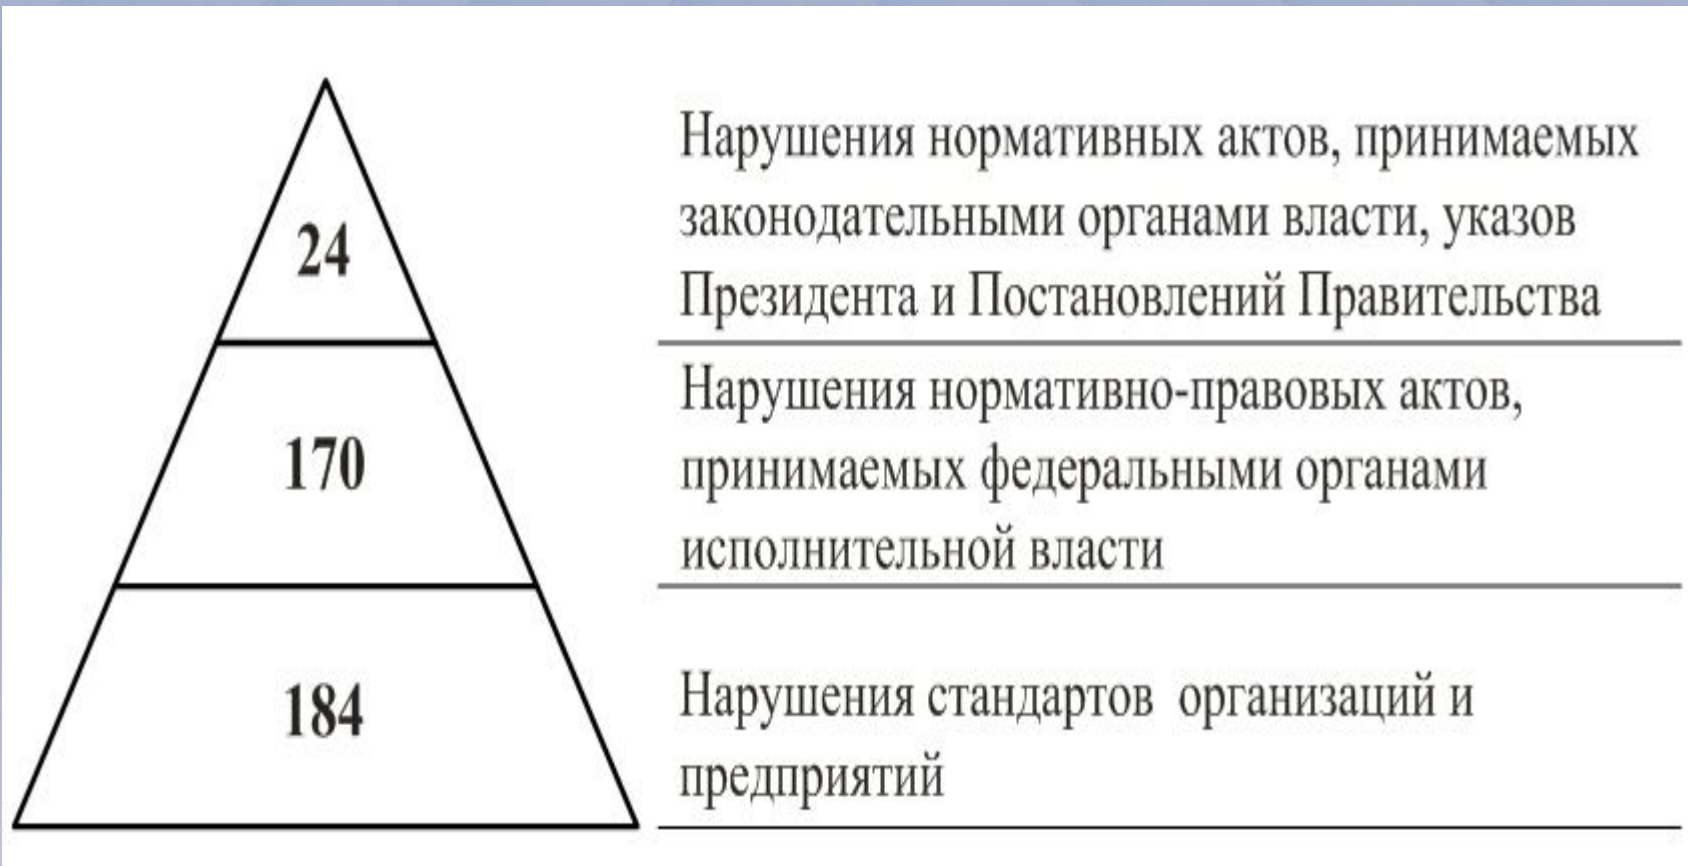 24
Нарушения нормативных актов, принимаемых
законодательными органами власти, указов
Президента и Постановлений Правительства
170
Нарушения нормативно-правовых актов,
принимаемых федеральными органами
исполнительной власти
184
Нарушения стандартов организаций и
предприятий